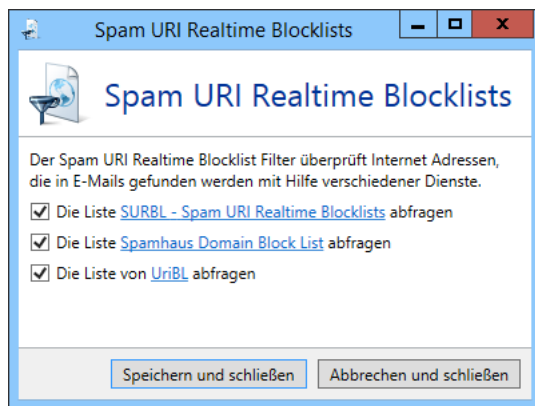 Spam URI Realtime Blocklists
Spam URI Realtime Blocklists
Der Spam URI Realtime Blocklist Filter überprüft Internet Adressen,
die in E-Mails gefunden werden mit Hilfe verschiedener Dienste.
Die Liste SURBL - Spam URI Realtime Blocklists abfragen
Die Liste Spamhaus Domain Block List abfragen
Die Liste von UriBL abfragen
Speichern und schließen Abbrechen und schließen